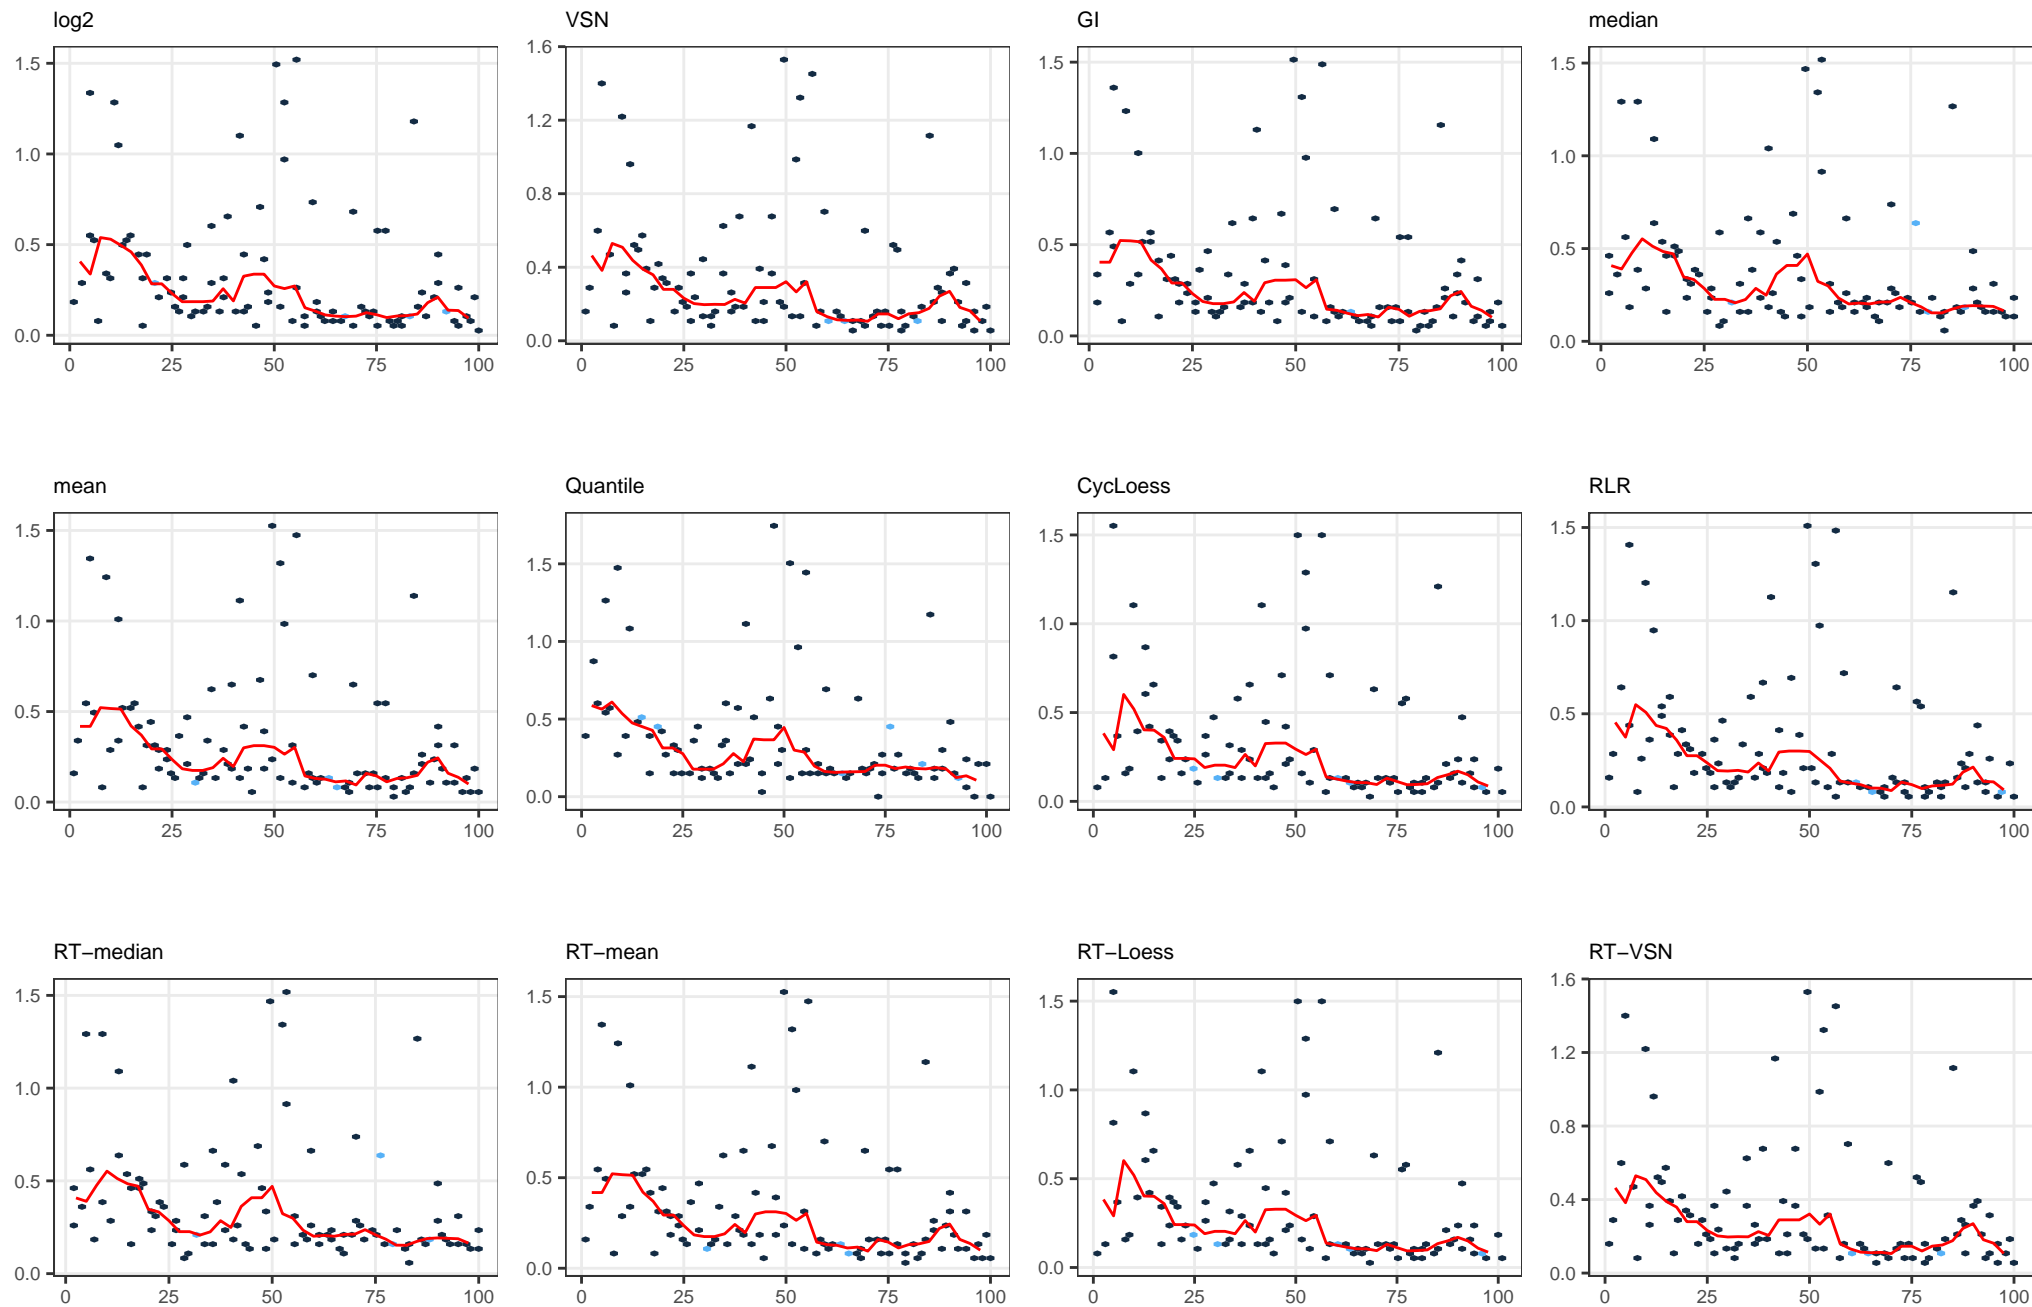 log2 VSN GI median
1.5 1.6 1.5 1.5
1.0 1.2 1.0 1.0
0.5 0.8 0.5 0.5
0.0 0.4 0.0 0.0
0.0
0 25 50 75 100 0 25 50 75 100 0 25 50 75 100 0 25 50 75 100
mean Quantile CycLoess RLR
1.5 1.5 1.5 1.5
1.0 1.0 1.0 1.0
0.5 0.5 0.5 0.5
0.0 0.0 0.0 0.0
0 25 50 75 100 0 25 50 75 100 0 25 50 75 100 0 25 50 75 100
RT−median RT−mean RT−Loess RT−VSN
1.5 1.5 1.5 1.6
1.0 1.0 1.0 1.2
0.5 0.5 0.5 0.8
0.0 0.0 0.0 0.4
0.0
0 25 50 75 100 0 25 50 75 100 0 25 50 75 100 0 25 50 75 100